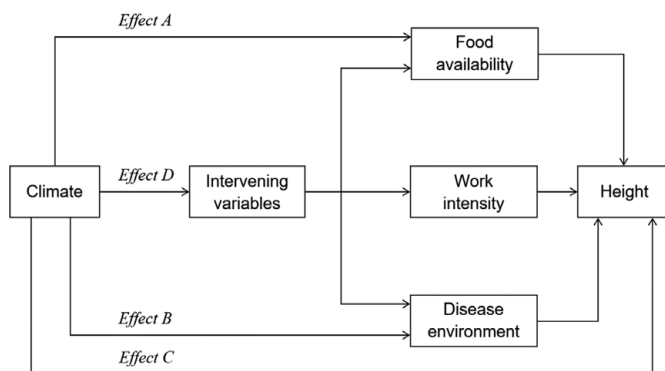 Effect A
Food
availability
Effect D
Climate
Intervening
variables
Work
intensity
Height
Effect B
Disease
environment
Effect C